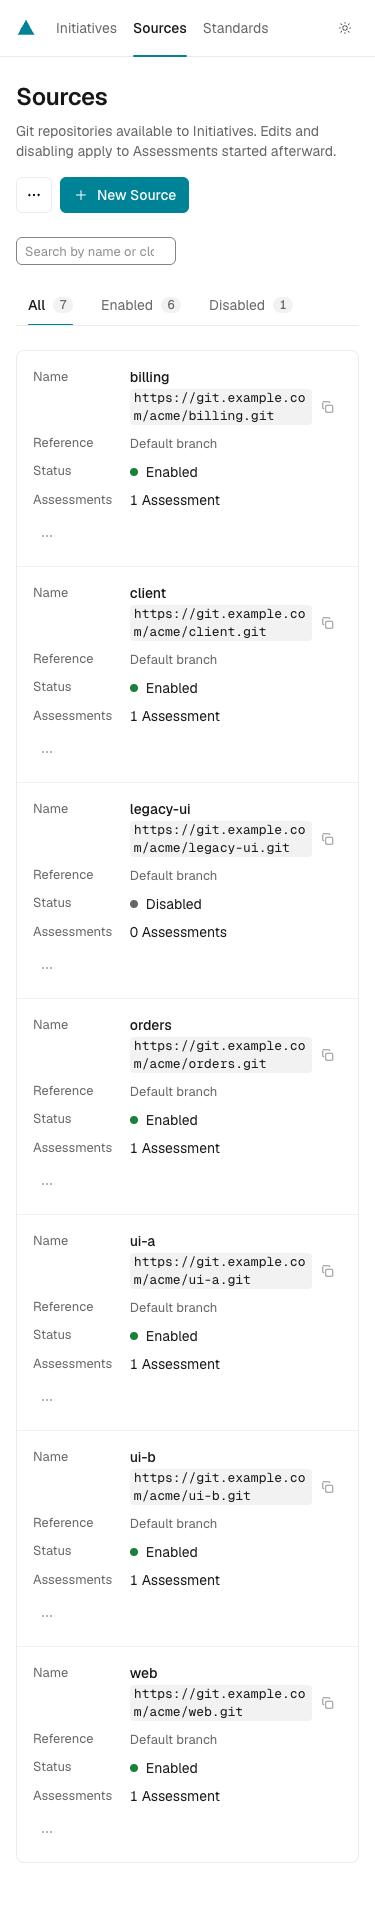 Initiatives Sources Standards
Sources
Git repositories available to Initiatives. Edits and
disabling apply to Assessments started afterward.
... + New Source
Search by name or clo
All 7 Enabled 6 Disabled 1
Name billing
https://git.example.co
m/acme/billing.git
Reference Default branch
Status Enabled
Assessments 1 Assessment
...
Name client
https://git.example.co
m/acme/client.git
Reference Default branch
Status Enabled
Assessments 1 Assessment
...
Name legacy-ui
https://git.example.co
m/acme/legacy-ui.git
Reference Default branch
Status Disabled
Assessments 0 Assessments
...
Name orders
https://git.example.co
m/acme/orders.git
Reference Default branch
Status Enabled
Assessments 1 Assessment
...
Name ui-a
https://git.example.co
m/acme/ui-a.git
Reference Default branch
Status Enabled
Assessments 1 Assessment
...
Name ui-b
https://git.example.co
m/acme/ui-b.git
Reference Default branch
Status Enabled
Assessments 1 Assessment
...
Name web
https://git.example.co
m/acme/web.git
Reference Default branch
Status Enabled
Assessments 1 Assessment
...